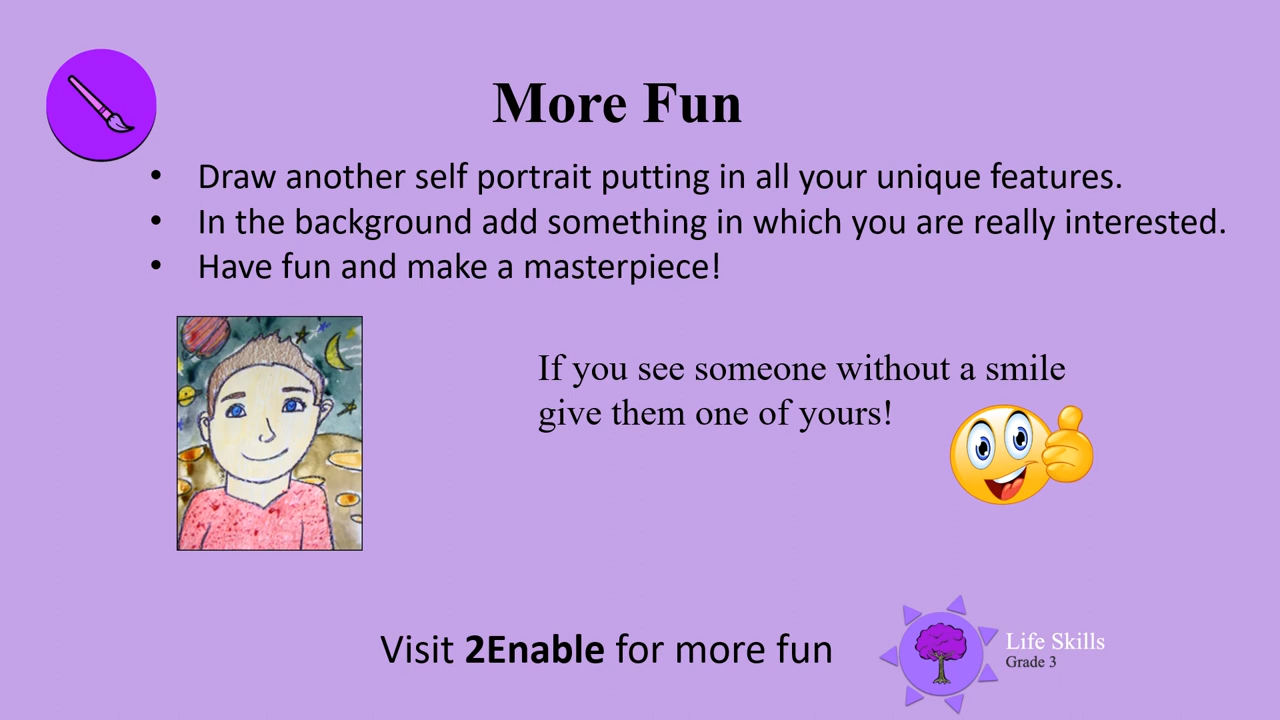 More Fun
• Draw another self portrait putting in all your unique features.
• In the background add something in which you are really interested.
• Have fun and make a masterpiece!
If you see someone without a smile
give them one of yours!
Visit 2Enable for more fun
Life Skills
Grade 3